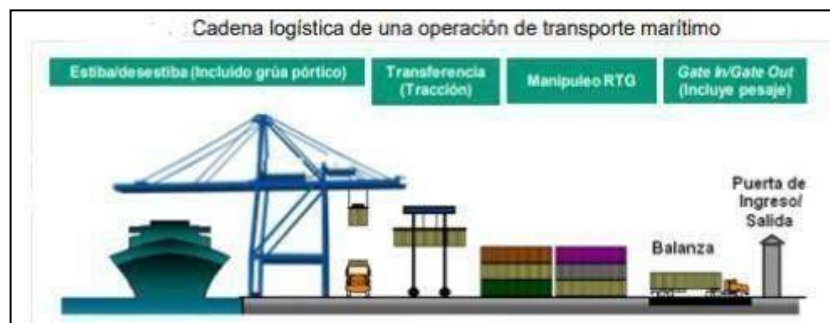 Cadena logística de una operación de transporte marítimo
Estiba/desestiba (Incluído grúa pórtico)
Transferencia
(Tracción)
Manipuleo RTG
Gate In/Gate Out
(Incluye pesaje)
Puerta de
Ingreso/
Salida
Balanza